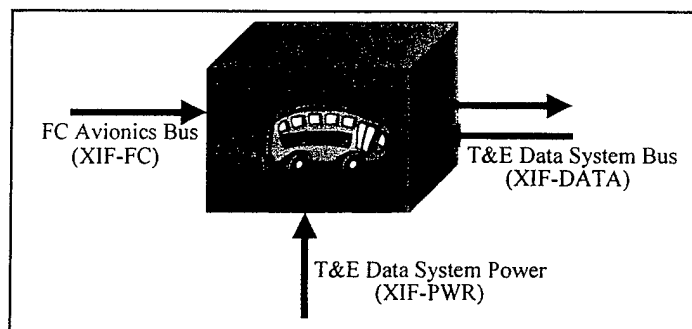 FC Avionics Bus
(XIF-FC)
T&E Data System Bus
(XIF-DATA)
T&E Data System Power
(XIF-PWR)